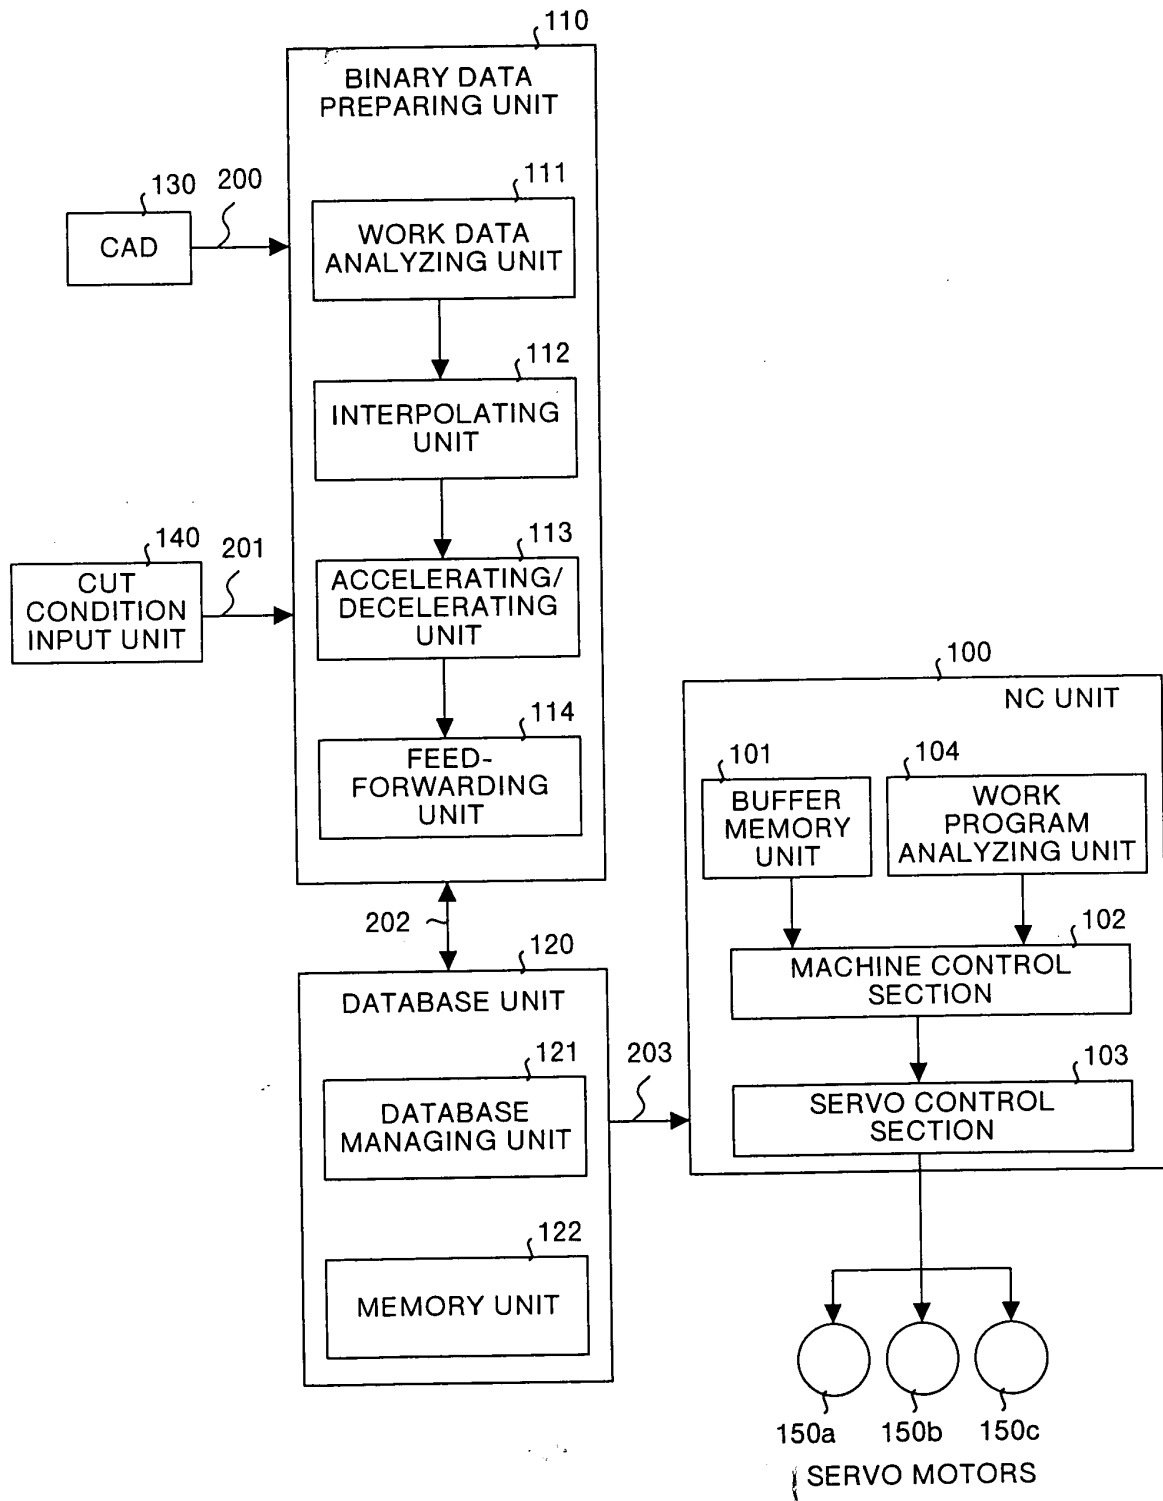 110
BINARY DATA
PREPARING UNIT
130
200
CAD
111
WORK DATA
ANALYZING UNIT
112
INTERPOLATING
UNIT
140
201
CUT
CONDITION
INPUT UNIT
113
ACCELERATING/
DECELERATING
UNIT
114
FEED-
FORWARDING
UNIT
202
120
DATABASE UNIT
121
DATABASE
MANAGING UNIT
122
MEMORY UNIT
203
100
NC UNIT
101
BUFFER
MEMORY
UNIT
104
WORK
PROGRAM
ANALYZING UNIT
102
MACHINE CONTROL
SECTION
103
SERVO CONTROL
SECTION
150a
150b
150c
SERVO MOTORS